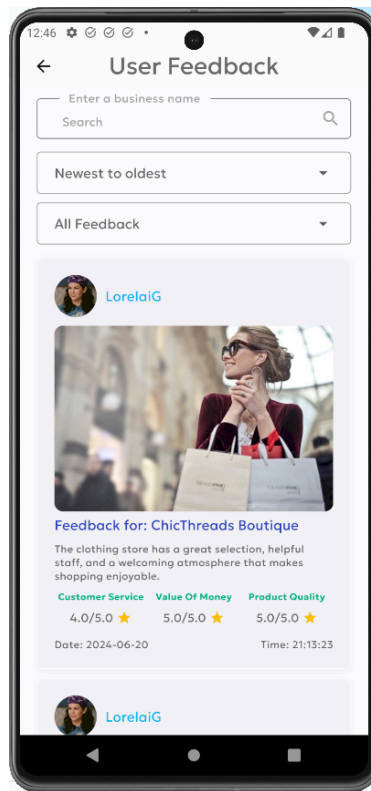 12:46
User Feedback
Enter a business name
Search
Newest to oldest
All Feedback
LorelaiG
Feedback for: ChicThreads Boutique
The clothing store has a great selection, helpful
staff, and a welcoming atmosphere that makes
shopping enjoyable.
Customer Service Value Of Money Product Quality
4.0/5.0 5.0/5.0 5.0/5.0
Date: 2024-06-20 Time: 21:13:23
LorelaiG